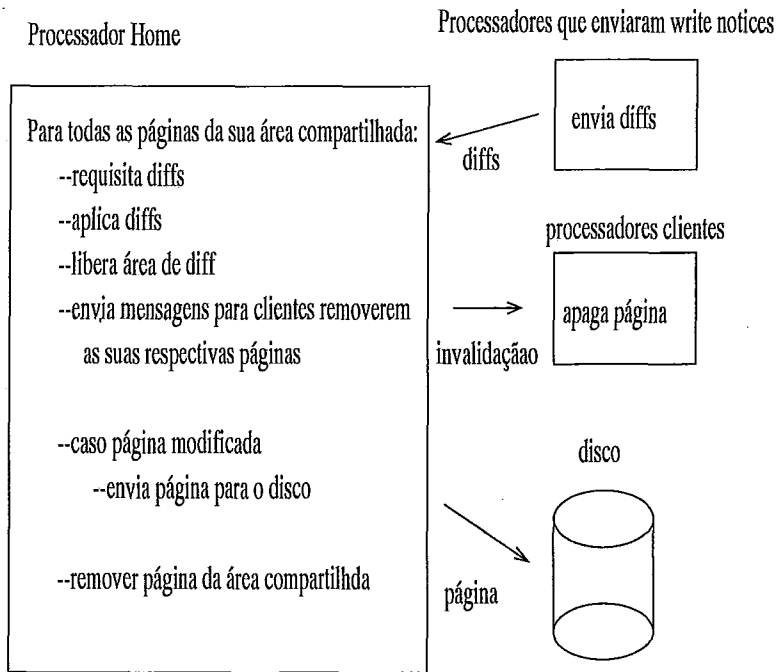 Processador Home
Processadores que enviaram write notices
Para todas as páginas da sua área compartilhada:
--requisita diffs
--aplica diffs
--libera área de diff
--envia mensagens para clientes removerem
as suas respectivas páginas
--caso página modificada
--envia página para o disco
--remover página da área compartilhda
envia diffs
diffs
processadores clientes
apaga página
invalidaçãao
disco
página